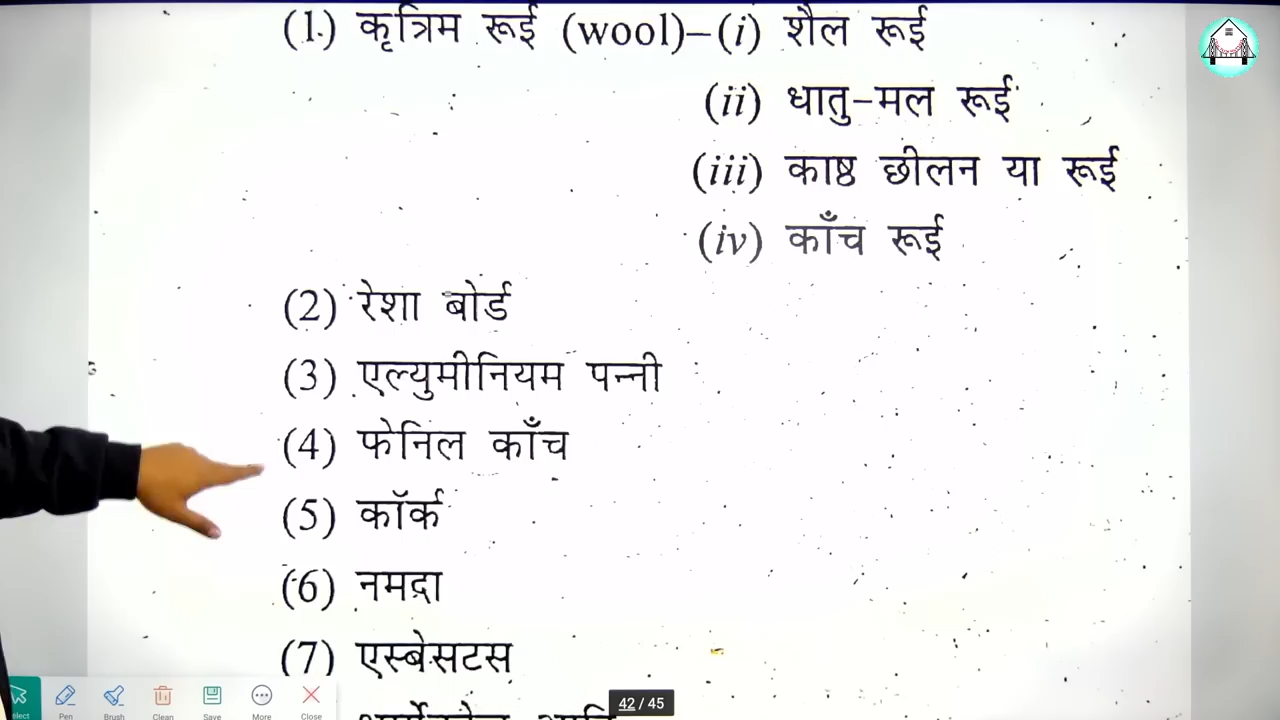 (1) कृत्रिम रूई (wool)–(i) शैल रूई
(ii) धातु-मल रूई
(iii) काष्ठ छीलन या रूई
(iv) काँच रूई
(2) रेशा बोर्ड
(3) एल्युमीनियम पन्नी
(4) फेनिल काँच
(5) कॉर्क
(6) नमदा
(7) एस्बेसटस
elect Pen Brush Clean Save More Close
42 / 45